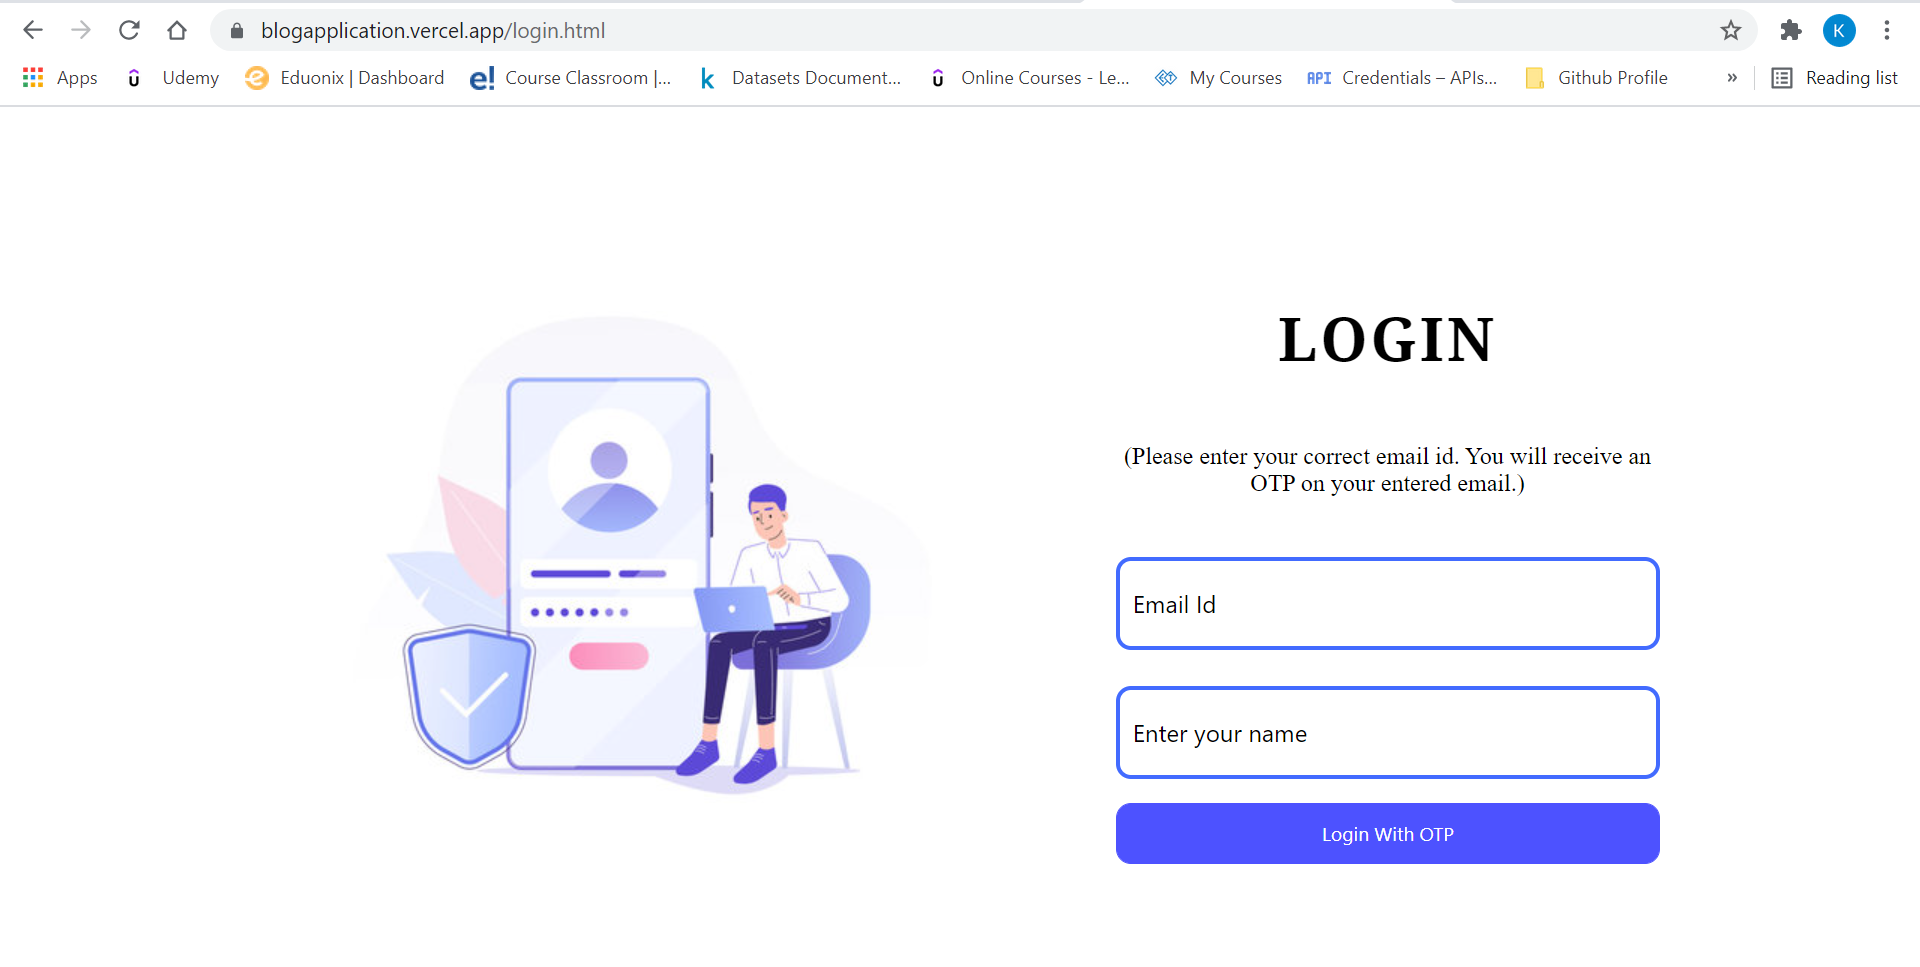 blogapplication.vercel.app/login.html
K
Apps
Udemy
Eduonix | Dashboard
e! Course Classroom |...
k Datasets Document...
Online Courses - Le...
My Courses
API Credentials – APIs...
Github Profile
»
Reading list
LOGIN
(Please enter your correct email id. You will receive an
OTP on your entered email.)
Email Id
Enter your name
Login With OTP